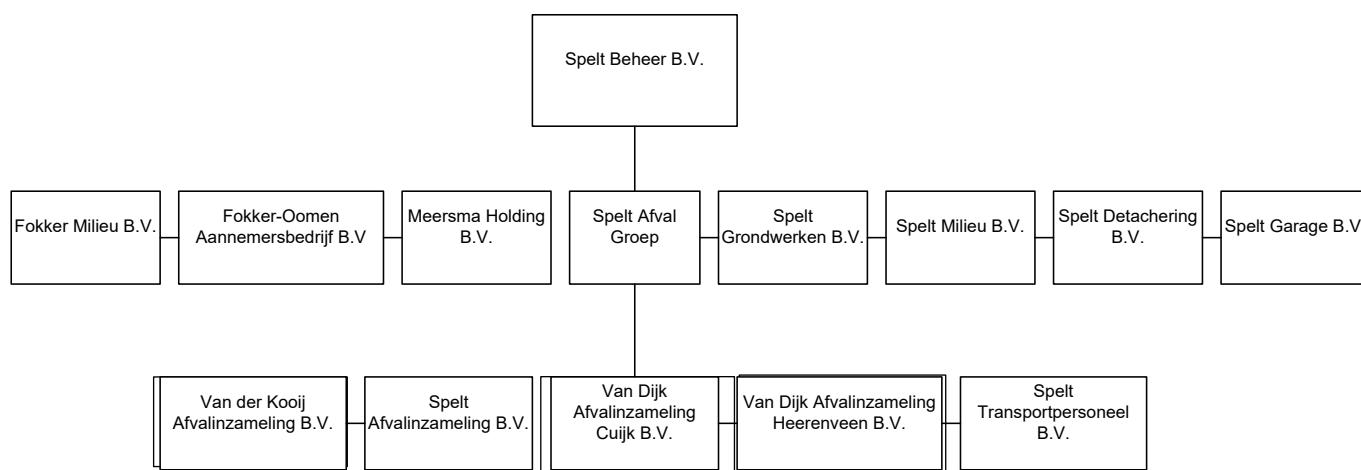 Spelt Beheer B.V.
Fokker Milieu B.V.
Fokker-Oomen
Aannemersbedrijf B.V
Meersma Holding
B.V.
Spelt Afval
Groep
Spelt
Grondwerken B.V.
Spelt Milieu B.V.
Spelt Detachering
B.V.
Spelt Garage B.V
Van der Kooij
Afvalinzameling B.V.
Spelt
Afvalinzameling B.V.
Van Dijk
Afvalinzameling
Cuijk B.V.
Van Dijk Afvalinzameling
Heerenveen B.V.
Spelt
Transportpersoneel
B.V.